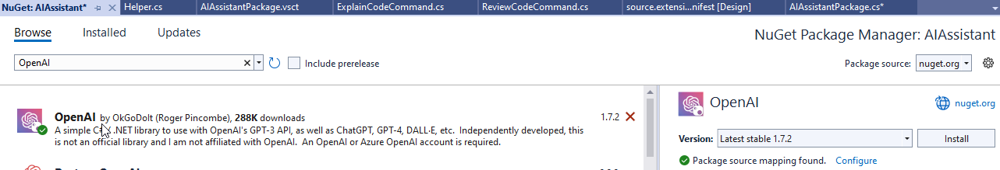 NuGet: AIAssistant* Helper.cs AIAssistantPackage.vsct ExplainCodeCommand.cs ReviewCodeCommand.cs source.extensi...nifest [Design] AIAssistantPackage.cs*
Browse Installed Updates
NuGet Package Manager: AIAssistant
OpenAI
Include prerelease
Package source: nuget.org
OpenAI by OkGoDoIt (Roger Pincombe), 288K downloads
1.7.2
A simple C# .NET library to use with OpenAI's GPT-3 API, as well as ChatGPT, GPT-4, DALL·E, etc. Independently developed, this
is not an official library and I am not affiliated with OpenAI. An OpenAI or Azure OpenAI account is required.
OpenAI
nuget.org
Version: Latest stable 1.7.2 Install
Package source mapping found. Configure